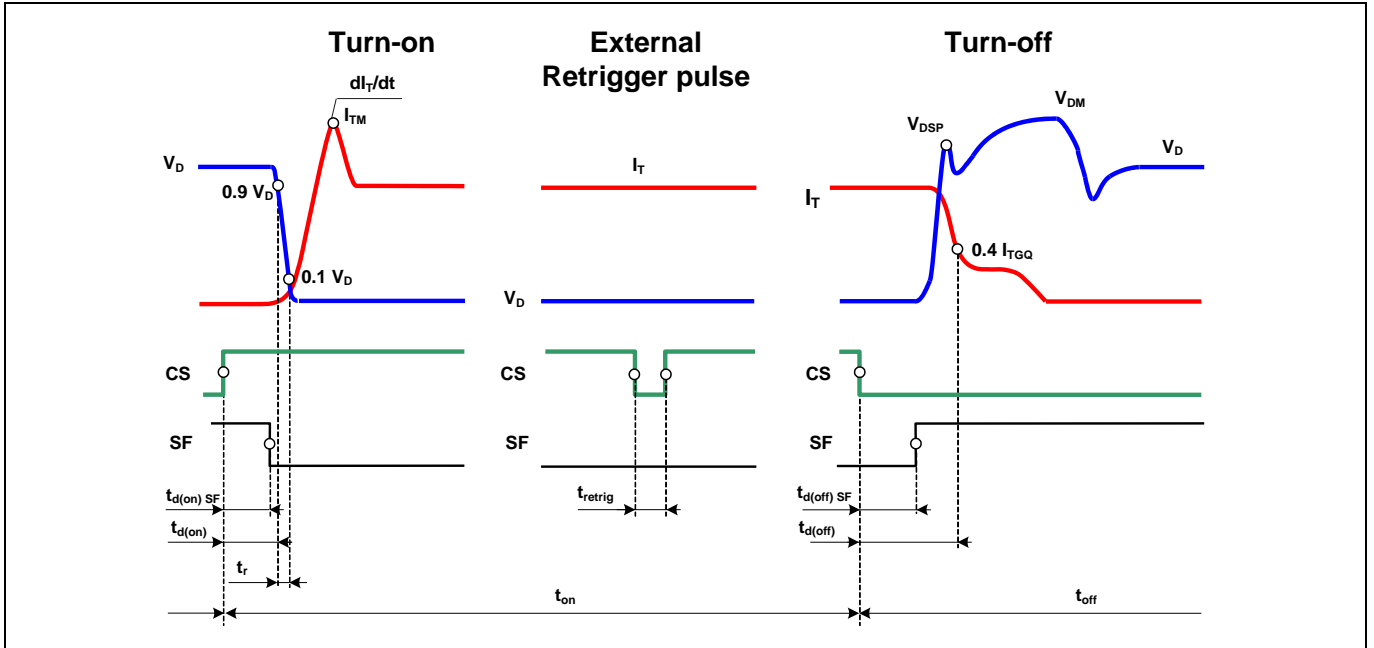 Turn-on
External
Retrigger pulse
Turn-off
dIT/dt
ITM
VD
0.9 VD
0.1 VD
IT
VD
VDSP
VDM
VD
IT
0.4 ITGQ
CS
CS
CS
SF
SF
SF
td(on) SF
td(on)
tr
tretrig
td(off) SF
td(off)
ton
toff